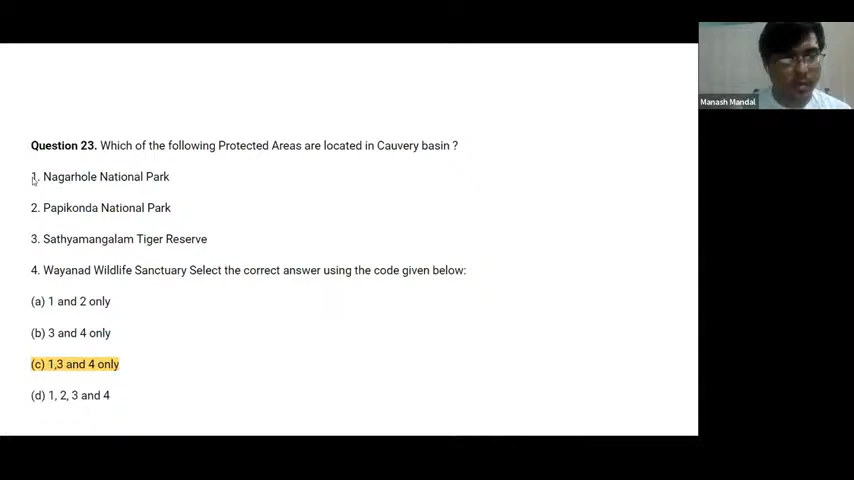 Manash Mandal
Question 23. Which of the following Protected Areas are located in Cauvery basin ?
1. Nagarhole National Park
2. Papikonda National Park
3. Sathyamangalam Tiger Reserve
4. Wayanad Wildlife Sanctuary Select the correct answer using the code given below:
(a) 1 and 2 only
(b) 3 and 4 only
(c) 1,3 and 4 only
(d) 1, 2, 3 and 4